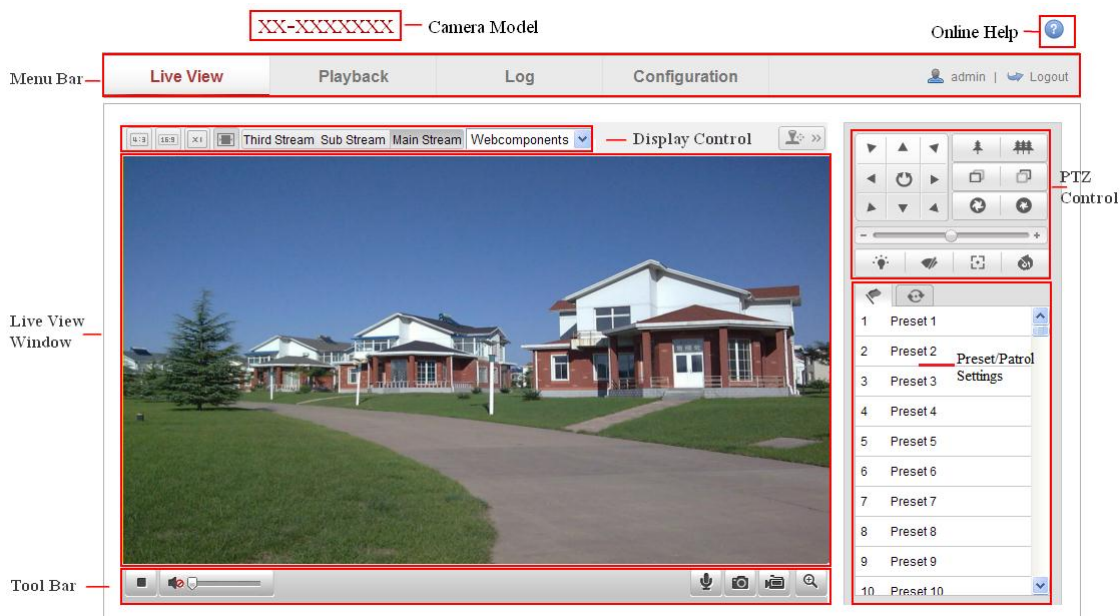 XX-XXXXXXX
Camera Model
Online Help
?
Menu Bar
Live View Playback Log Configuration
admin | Logout
4:3 16:9 X1 Third Stream Sub Stream Main Stream Webcomponents
Display Control
>>
PTZ
Control
- +
Live View
Window
1 Preset 1
2 Preset 2
Preset/Patrol
Settings
3 Preset 3
4 Preset 4
5 Preset 5
6 Preset 6
7 Preset 7
8 Preset 8
9 Preset 9
10 Preset 10
Tool Bar